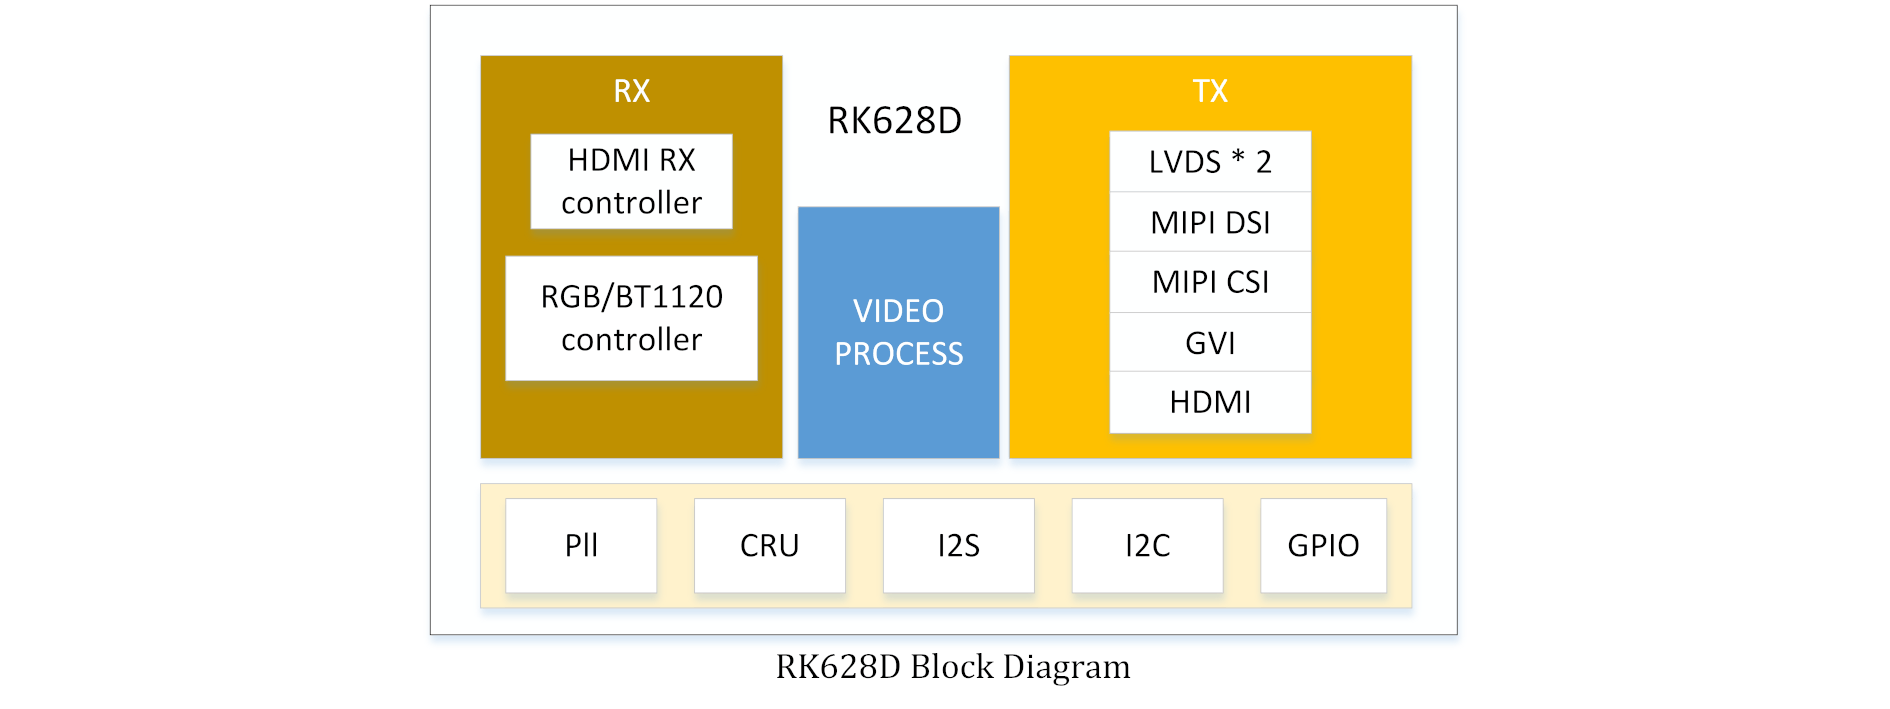 RX
HDMI RX
controller
RGB/BT1120
controller
RK628D
VIDEO
PROCESS
TX
LVDS * 2
MIPI DSI
MIPI CSI
GVI
HDMI
Pll
CRU
I2S
I2C
GPIO
RK628D Block Diagram